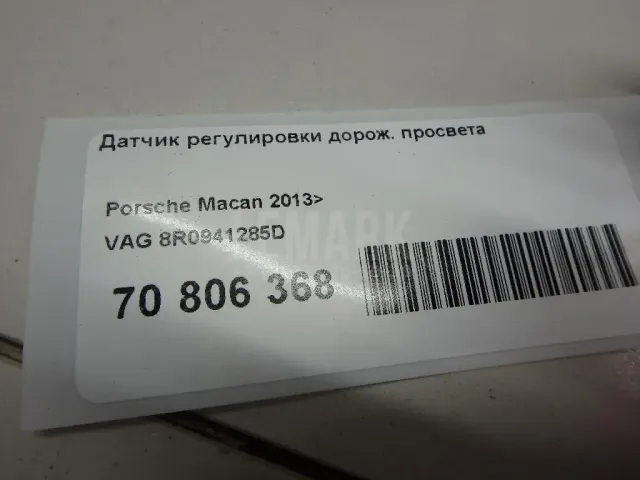 Датчик регулировки дорож. просвета
Porsche Macan 2013>
VAG 8R0941285D
70 806 368